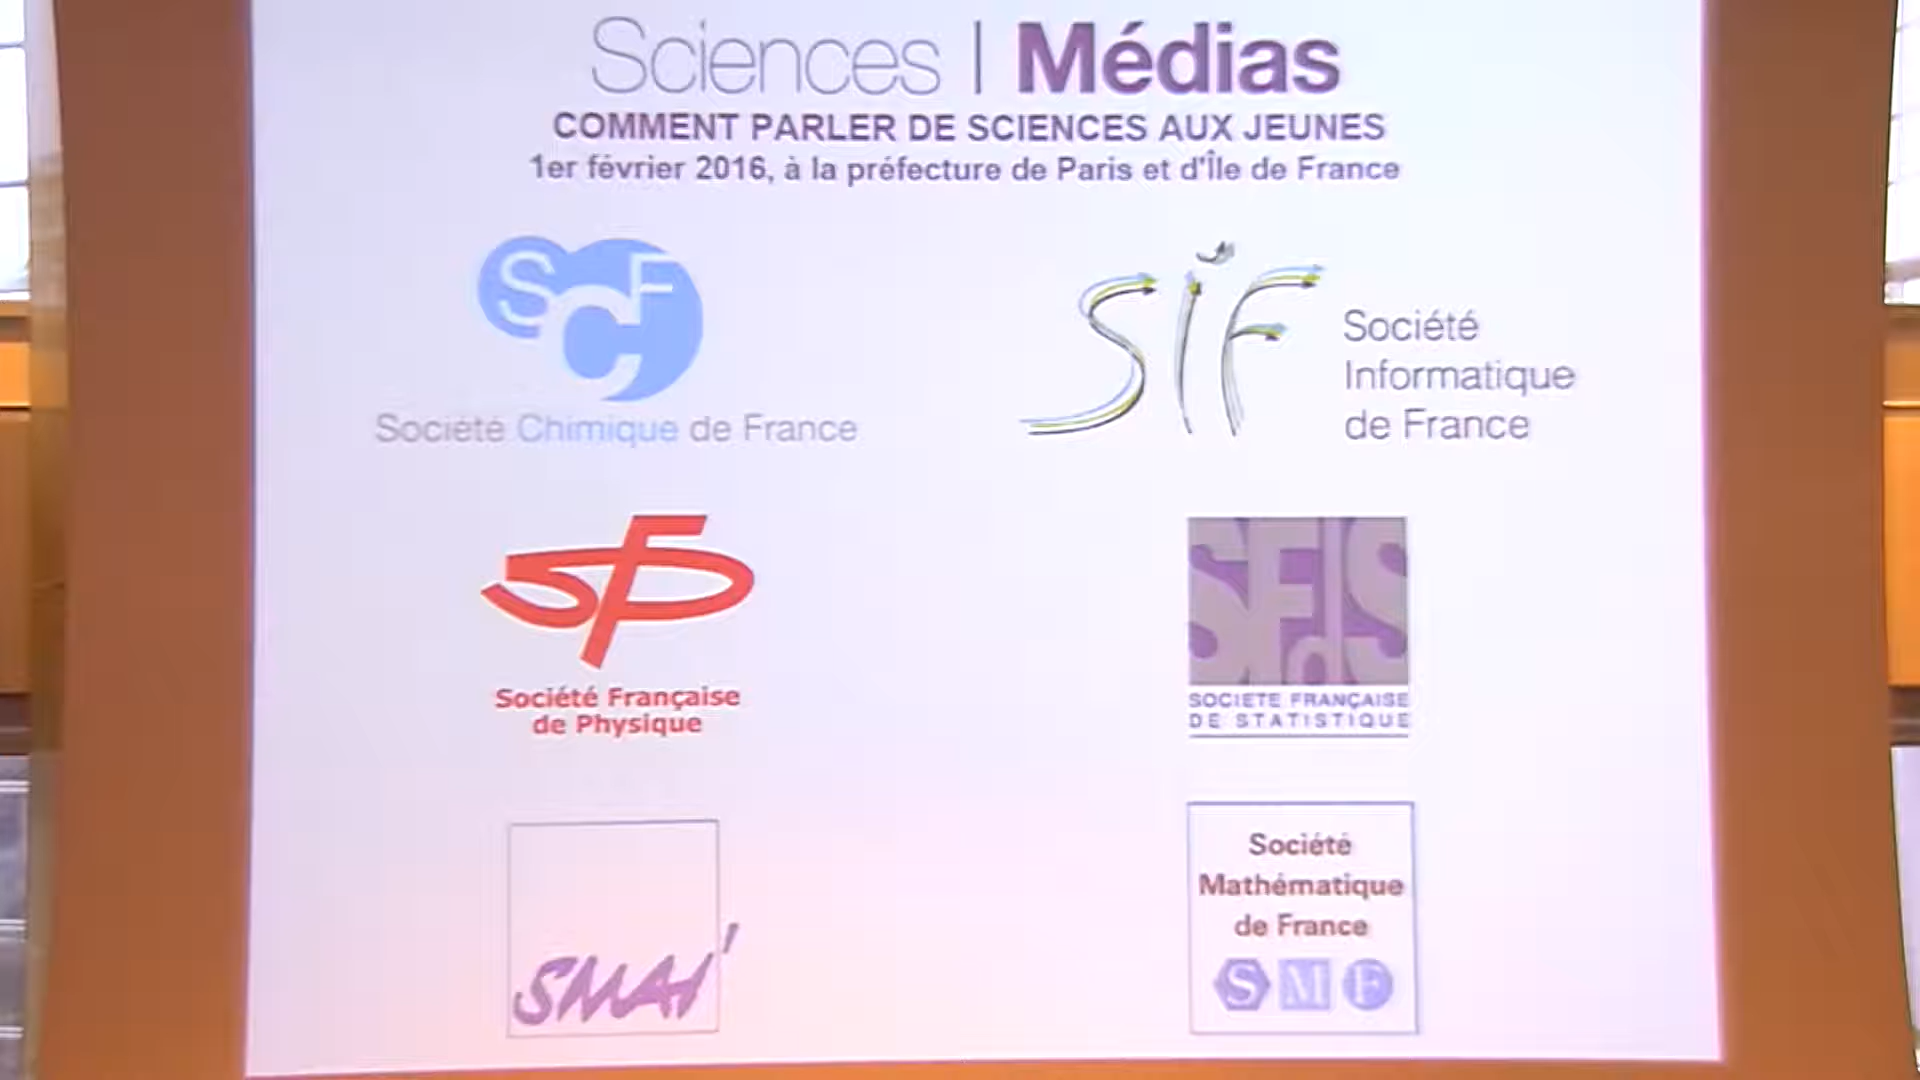 Sciences | Médias
COMMENT PARLER DE SCIENCES AUX JEUNES
1er février 2016, à la préfecture de Paris et d'Île de France
SCF
Société Chimique de France
SIF
Société
Informatique
de France
SFP
Société Française
de Physique
SFdS
SOCIETE FRANÇAISE
DE STATISTIQUE
SMAI
Société
Mathématique
de France
SMF